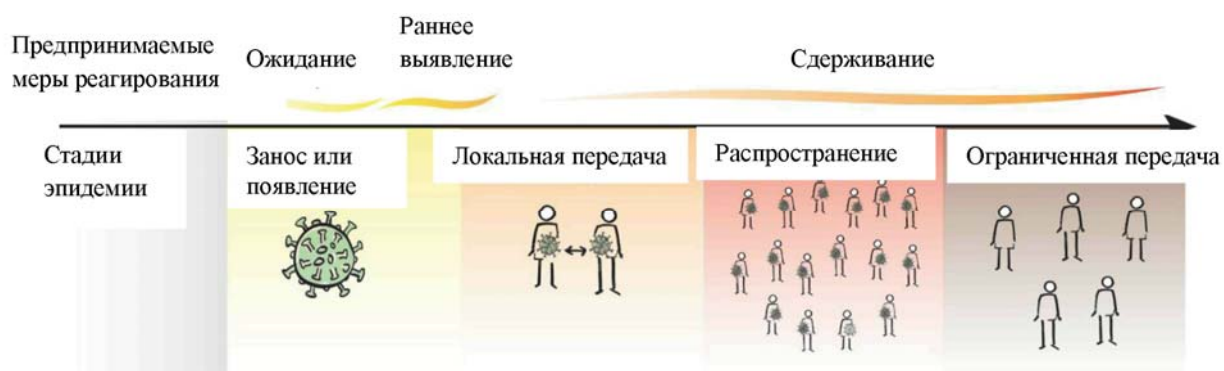 Предпринимаемые
меры реагирования
Ожидание
Раннее
выявление
Сдерживание
Стадии
эпидемии
Занос или
появление
Локальная передача
Распространение
Ограниченная передача